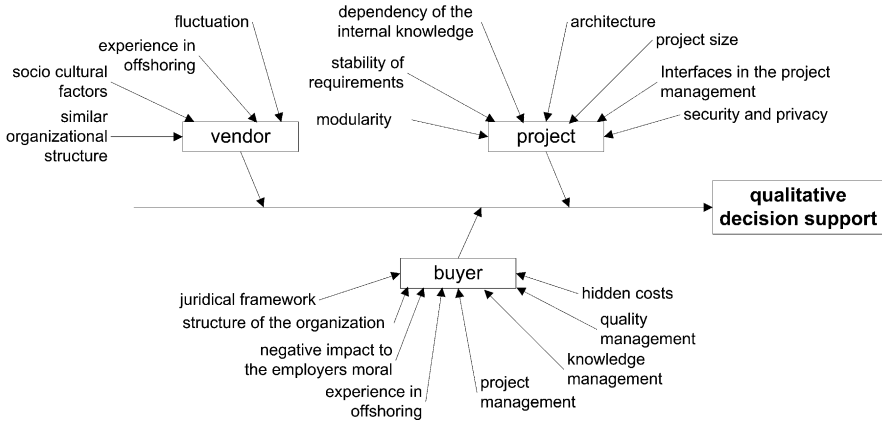 fluctuation
experience in
offshoring
socio cultural
factors
similar
organizational
structure
vendor
dependency of the
internal knowledge
stability of
requirements
modularity
architecture
project size
Interfaces in the project
management
security and privacy
project
qualitative
decision support
buyer
juridical framework
structure of the organization
negative impact to
the employers moral
experience in
offshoring
project
management
knowledge
management
quality
management
hidden costs